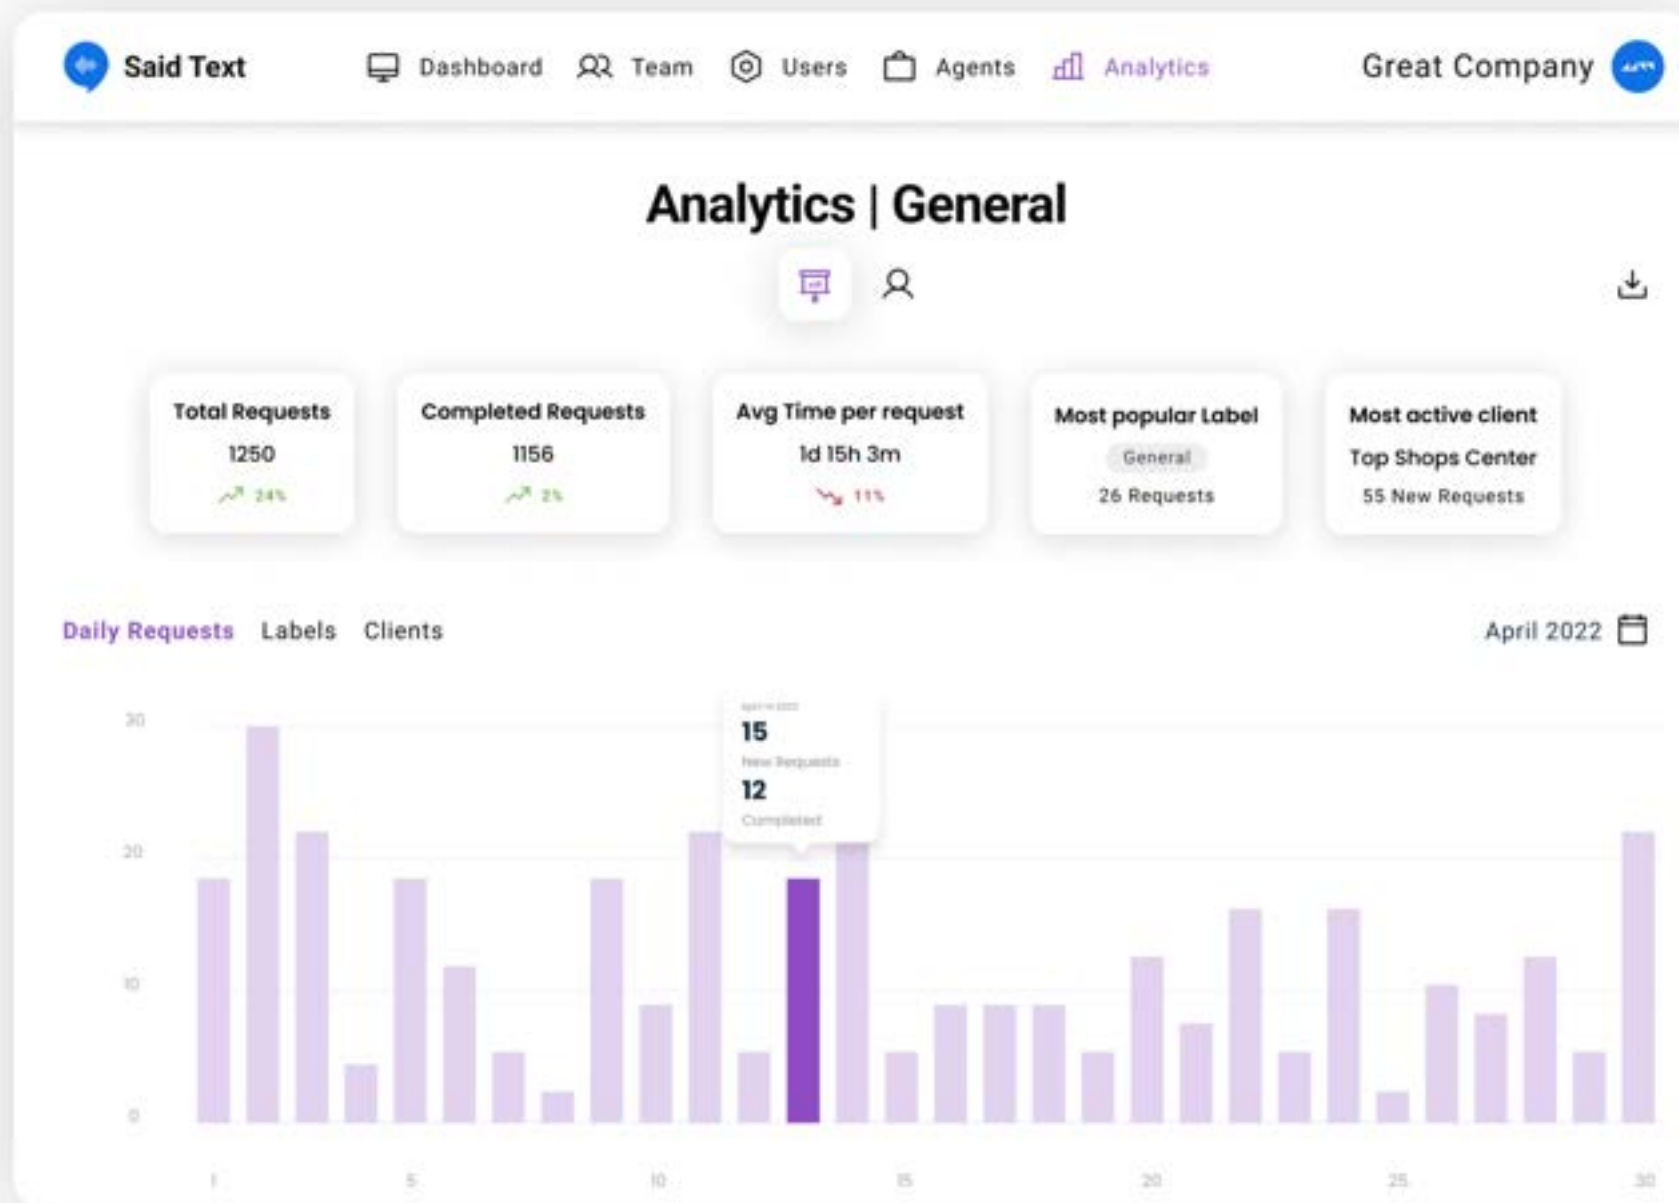 Said Text
Dashboard
Team
Users
Agents
Analytics
Great Company
Analytics | General
Total Requests
1250
24%
Completed Requests
1156
2%
Avg Time per request
1d 15h 3m
11%
Most popular Label
General
26 Requests
Most active client
Top Shops Center
55 New Requests
Daily Requests
Labels
Clients
April 2022
30
20
10
0
15
New Requests
12
Completed
1
5
10
15
20
25
30